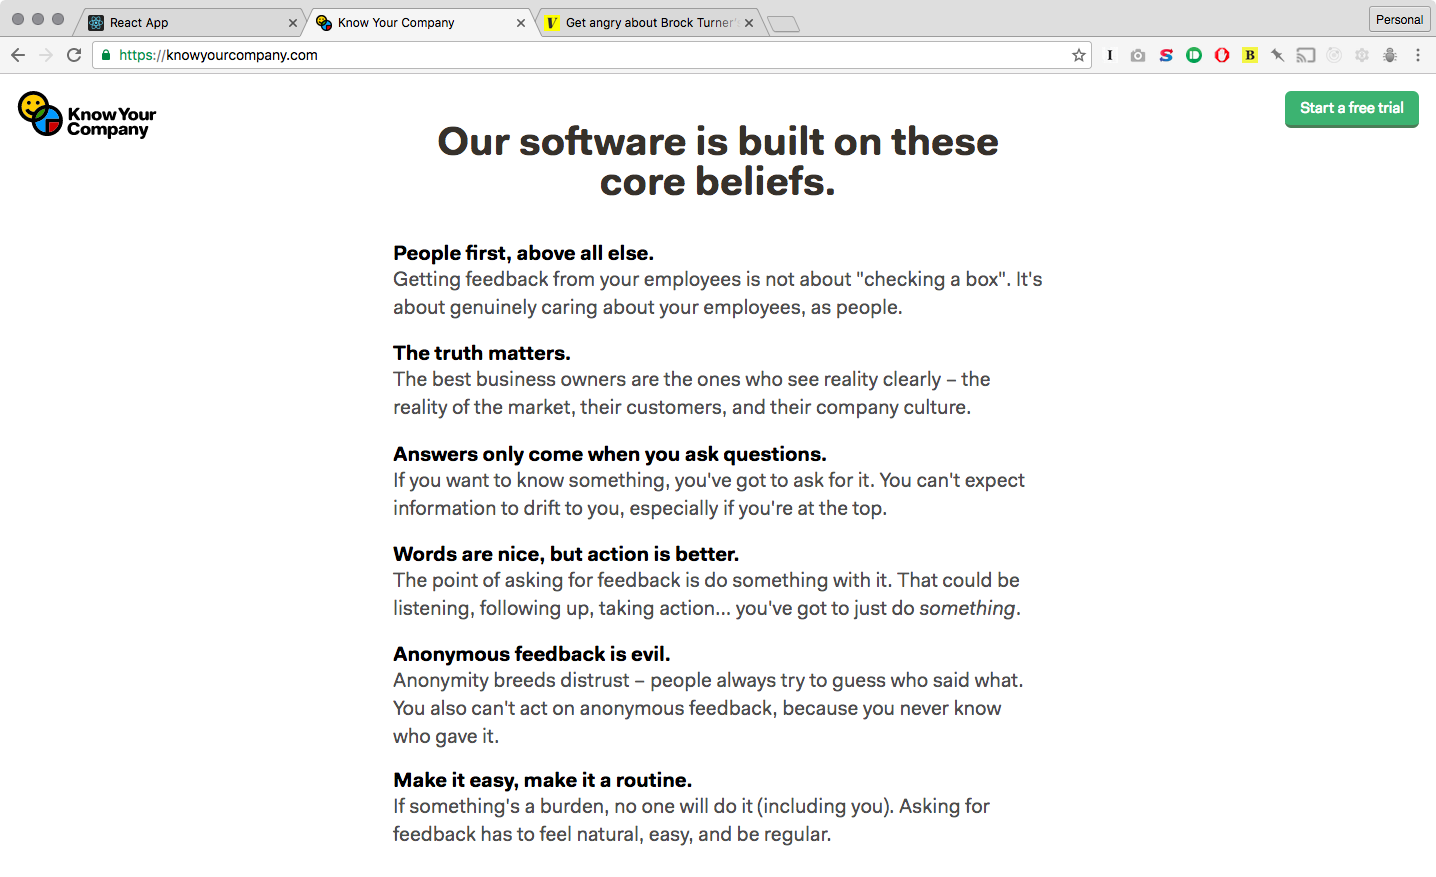 React App
Know Your Company
Get angry about Brock Turner's
Personal
https://knowyourcompany.com
I
S
B
Know Your
Company
Start a free trial
Our software is built on these
core beliefs.
People first, above all else.
Getting feedback from your employees is not about "checking a box". It's
about genuinely caring about your employees, as people.
The truth matters.
The best business owners are the ones who see reality clearly – the
reality of the market, their customers, and their company culture.
Answers only come when you ask questions.
If you want to know something, you've got to ask for it. You can't expect
information to drift to you, especially if you're at the top.
Words are nice, but action is better.
The point of asking for feedback is do something with it. That could be
listening, following up, taking action... you've got to just do something.
Anonymous feedback is evil.
Anonymity breeds distrust – people always try to guess who said what.
You also can't act on anonymous feedback, because you never know
who gave it.
Make it easy, make it a routine.
If something's a burden, no one will do it (including you). Asking for
feedback has to feel natural, easy, and be regular.